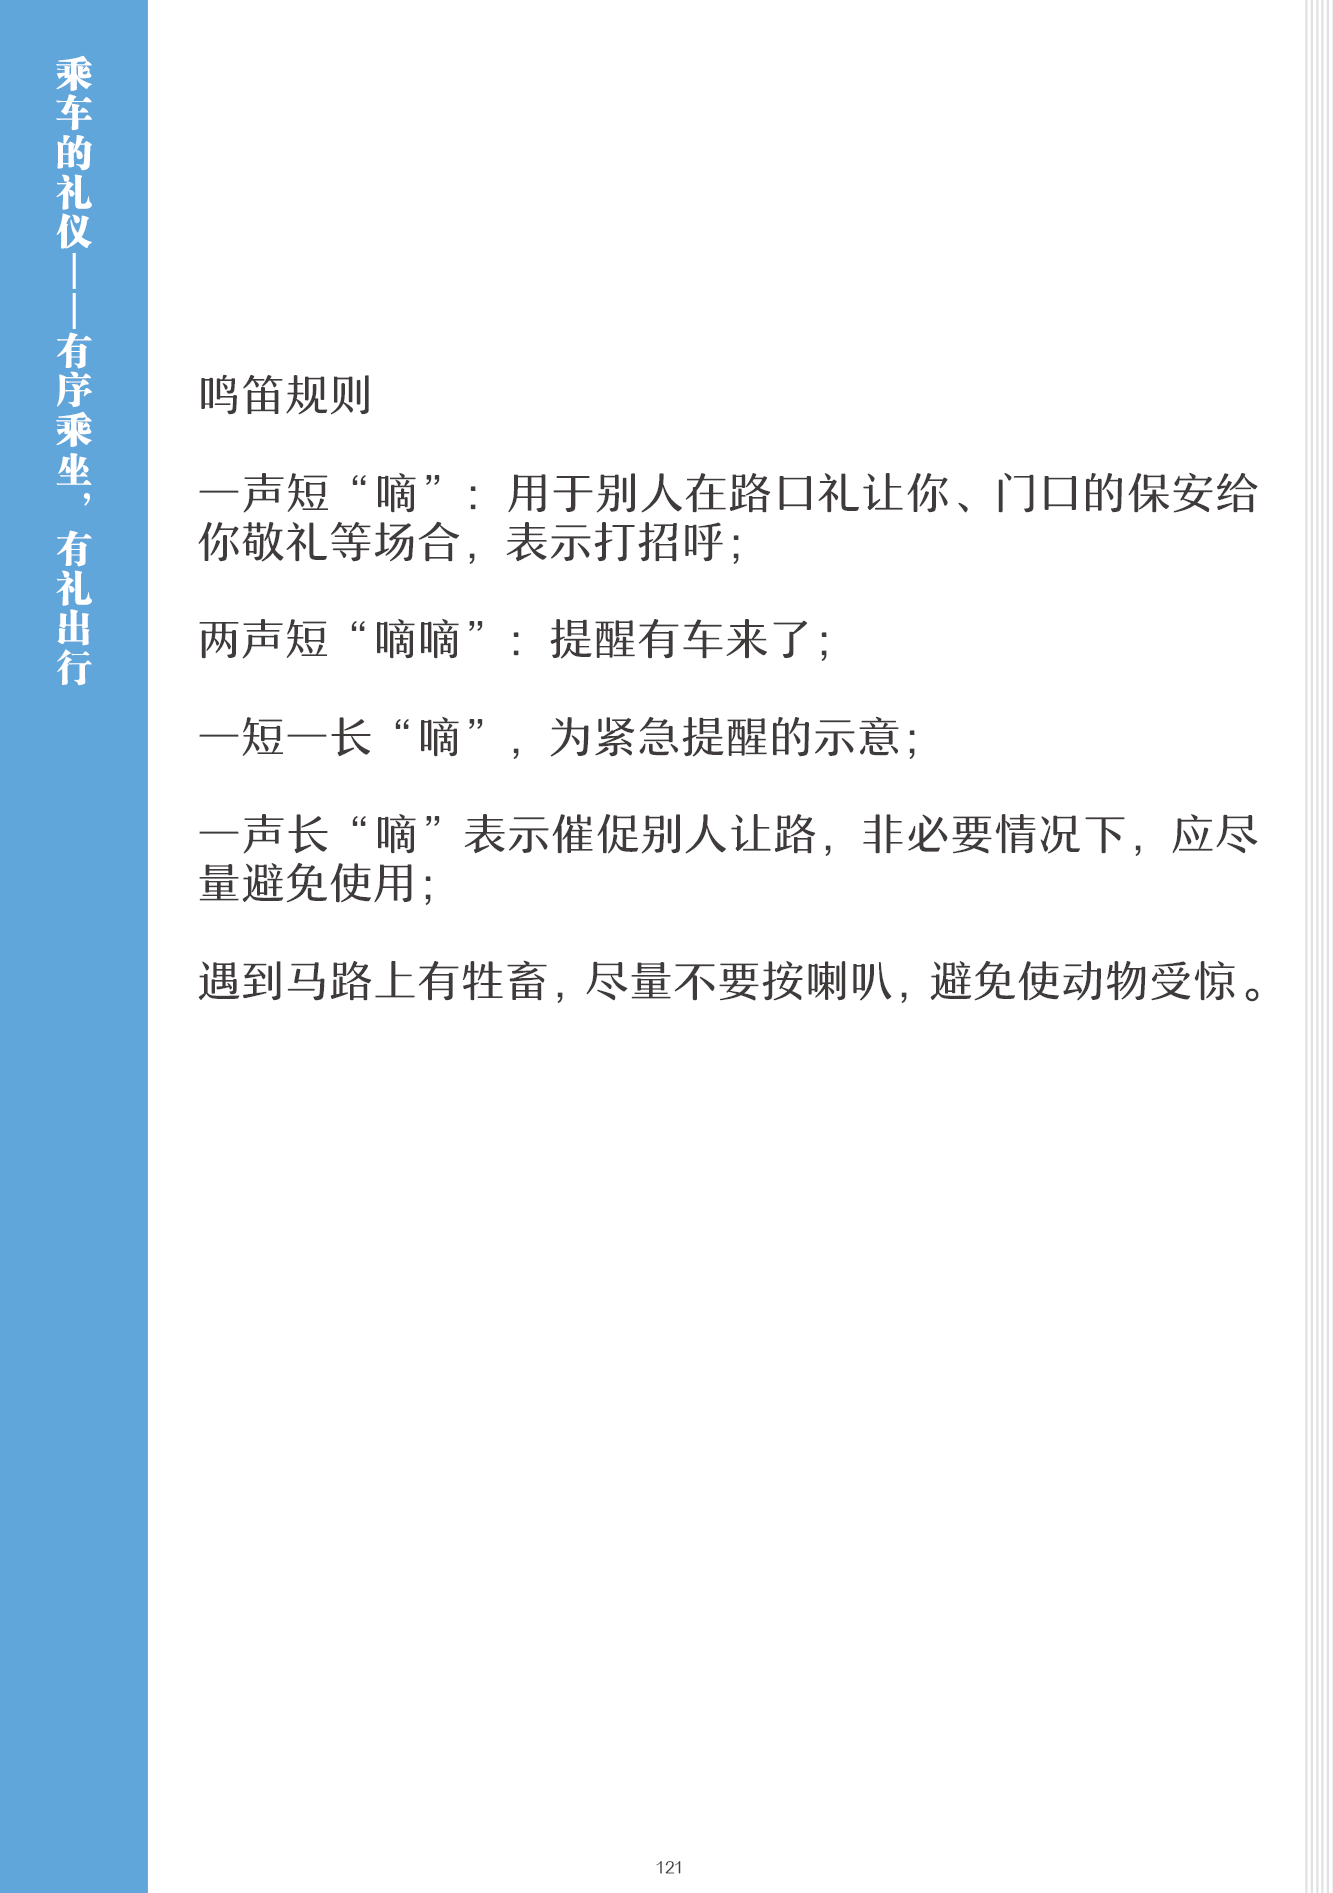 乘车的礼仪——有序乘坐，有礼出行
鸣笛规则
一声短“嘀”：用于别人在路口礼让你、门口的保安给
你敬礼等场合，表示打招呼；
两声短“嘀嘀”：提醒有车来了；
一短一长“嘀”，为紧急提醒的示意；
一声长“嘀”表示催促别人让路，非必要情况下，应尽
量避免使用；
遇到马路上有牲畜，尽量不要按喇叭，避免使动物受惊。
121